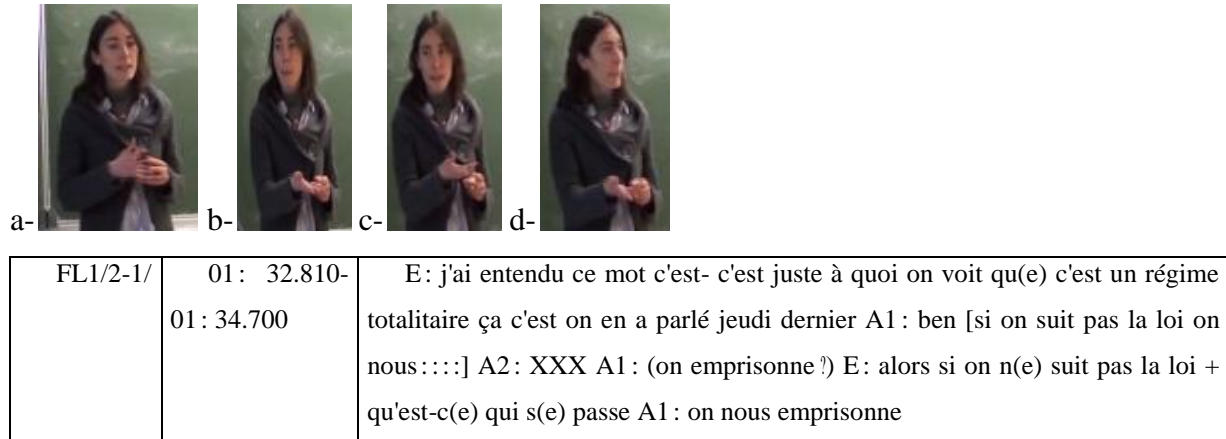 a- b- c- d-
FL1/2-1/ 01 : 32.810- E : j'ai entendu ce mot c'est- c'est juste à quoi on voit qu(e) c'est un régime
01 : 34.700 totalitaire ça c'est on en a parlé jeudi dernier A1 : ben [si on suit pas la loi on
nous : : : :] A2 : XXX A1 : (on emprisonne ?) E : alors si on n(e) suit pas la loi +
qu'est-c(e) qui s(e) passe A1 : on nous emprisonne